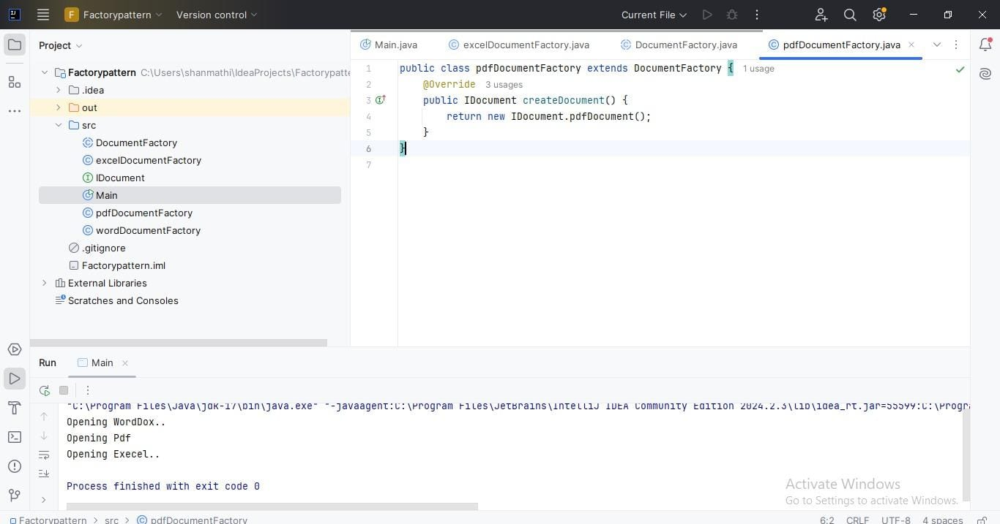 F Factorypattern Version control Current File
Project
Main.java excelDocumentFactory.java DocumentFactory.java pdfDocumentFactory.java
Factorypattern C:\Users\shanmathi\IdeaProjects\Factorypatte
.idea
out
src
DocumentFactory
excelDocumentFactory
IDocument
Main
pdfDocumentFactory
wordDocumentFactory
.gitignore
Factorypattern.iml
External Libraries
Scratches and Consoles
1 public class pdfDocumentFactory extends DocumentFactory { 1 usage
2 @Override 3 usages
3 public IDocument createDocument() {
4 return new IDocument.pdfDocument();
5 }
6 }
7
Run Main
"C:\Program Files\Java\jdk-17\bin\java.exe" "-javaagent:C:\Program Files\JetBrains\IntelliJ IDEA Community Edition 2024.2.3\lib\idea_rt.jar=55599:C:\Progra
Opening WordDox..
Opening Pdf
Opening Execel..
Process finished with exit code 0
Activate Windows
Go to Settings to activate Windows.
Factorypattern > src > pdfDocumentFactory 6:2 CRLF UTF-8 4 spaces